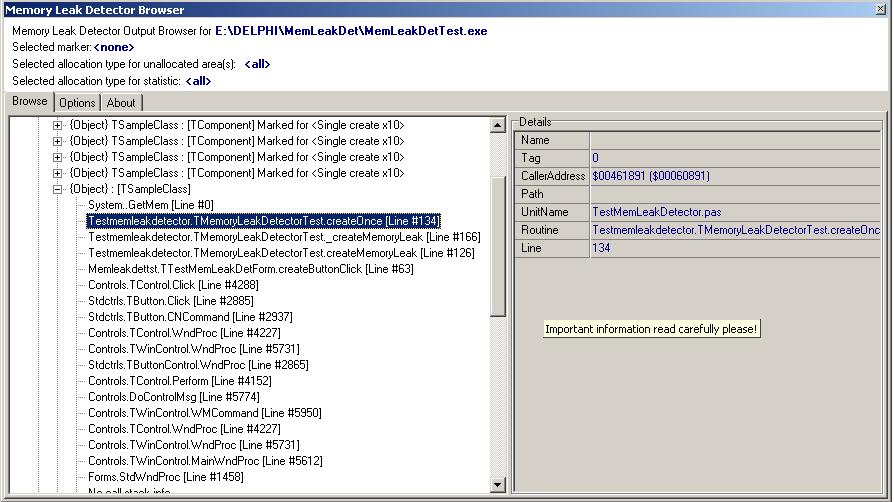 Memory Leak Detector Browser
Memory Leak Detector Output Browser for E:\DELPHI\MemLeakDet\MemLeakDetTest.exe
Selected marker: <none>
Selected allocation type for unallocated area(s): <all>
Selected allocation type for statistic: <all>
Browse Options About
{Object} TSampleClass : [TComponent] Marked for <Single create x10>
{Object} TSampleClass : [TComponent] Marked for <Single create x10>
{Object} TSampleClass : [TComponent] Marked for <Single create x10>
{Object} TSampleClass : [TComponent] Marked for <Single create x10>
{Object} : [TSampleClass]
System..GetMem [Line #0]
Testmemleakdetector.TMemoryLeakDetectorTest.createOnce [Line #134]
Testmemleakdetector.TMemoryLeakDetectorTest._createMemoryLeak [Line #166]
Testmemleakdetector.TMemoryLeakDetectorTest.createMemoryLeak [Line #126]
Memleakdettst.TTestMemLeakDetForm.createButtonClick [Line #63]
Controls.TControl.Click [Line #4288]
Stdctrls.TButton.Click [Line #2885]
Stdctrls.TButton.CNCommand [Line #2937]
Controls.TControl.WndProc [Line #4227]
Controls.TWinControl.WndProc [Line #5731]
Stdctrls.TButtonControl.WndProc [Line #2865]
Controls.TControl.Perform [Line #4152]
Controls.DoControlMsg [Line #5774]
Controls.TWinControl.WMCommand [Line #5950]
Controls.TControl.WndProc [Line #4227]
Controls.TWinControl.WndProc [Line #5731]
Controls.TWinControl.MainWndProc [Line #5612]
Forms.StdWndProc [Line #1458]
No call stack info
Details
Name
Tag 0
CallerAddress $00461891 ($00060891)
Path
UnitName TestMemLeakDetector.pas
Routine Testmemleakdetector.TMemoryLeakDetectorTest.createOnc
Line 134
Important information read carefully please!